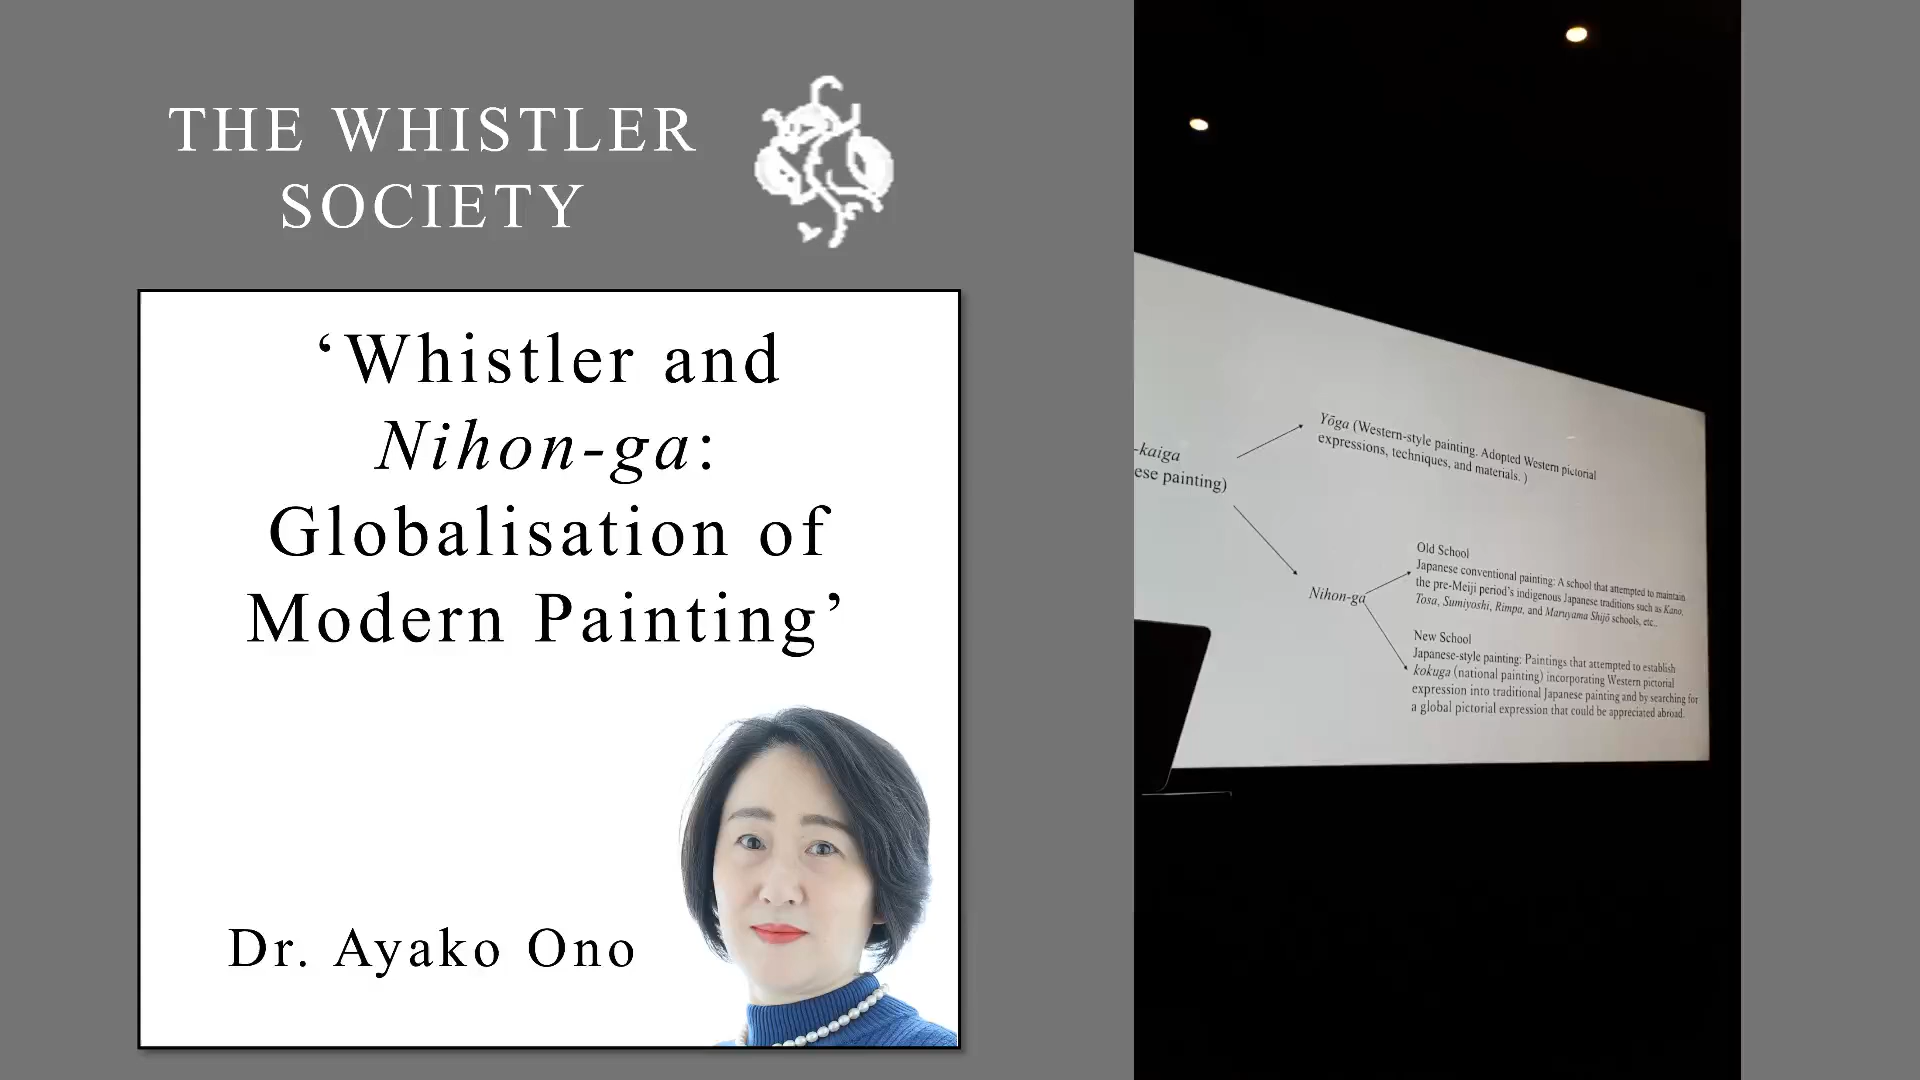 THE WHISTLER
SOCIETY
‘Whistler and
Nihon-ga:
Globalisation of
Modern Painting’
Dr. Ayako Ono
-kaiga
ese painting)
Yōga (Western-style painting. Adopted Western pictorial
expressions, techniques, and materials. )
Nihon-ga
Old School
Japanese conventional painting: A school that attempted to maintain
the pre-Meiji period's indigenous Japanese traditions such as Kano,
Tosa, Sumiyoshi, Rimpa, and Maruyama Shijō schools, etc..
New School
Japanese-style painting: Paintings that attempted to establish
kokuga (national painting) incorporating Western pictorial
expression into traditional Japanese painting and by searching for
a global pictorial expression that could be appreciated abroad.